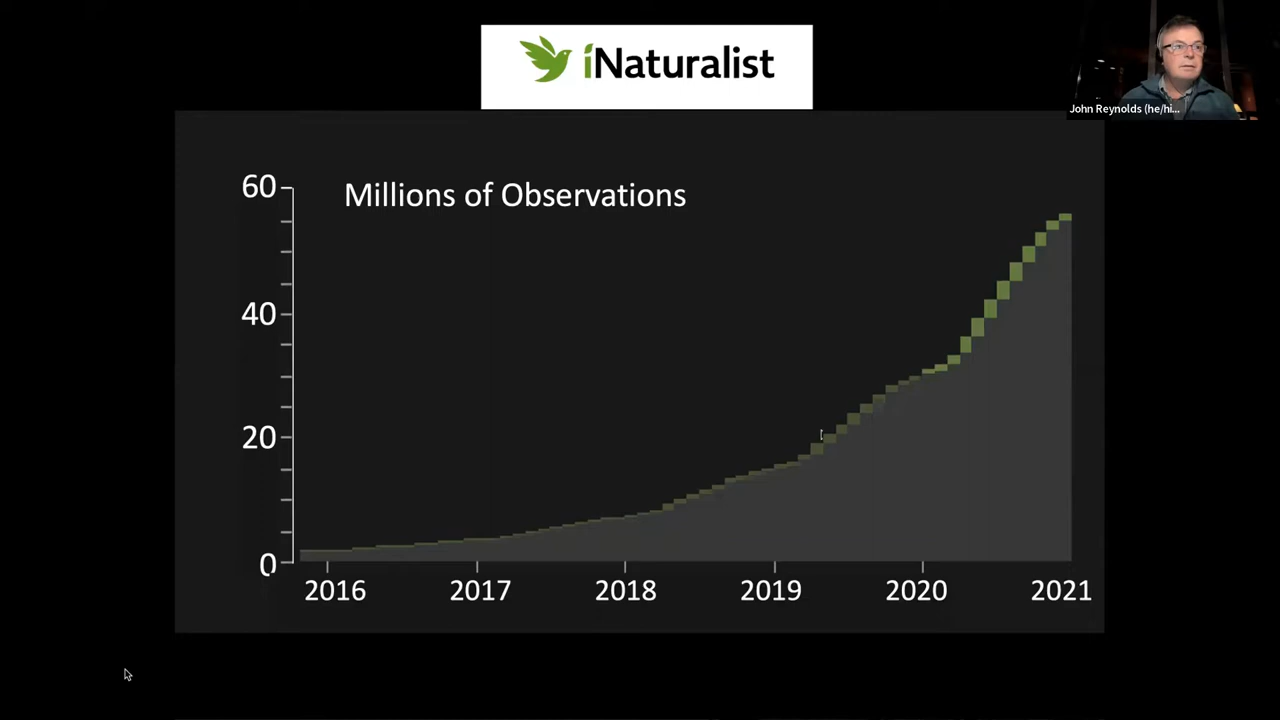 iNaturalist
John Reynolds (he/hi...
60
Millions of Observations
40
20
0
2016 2017 2018 2019 2020 2021